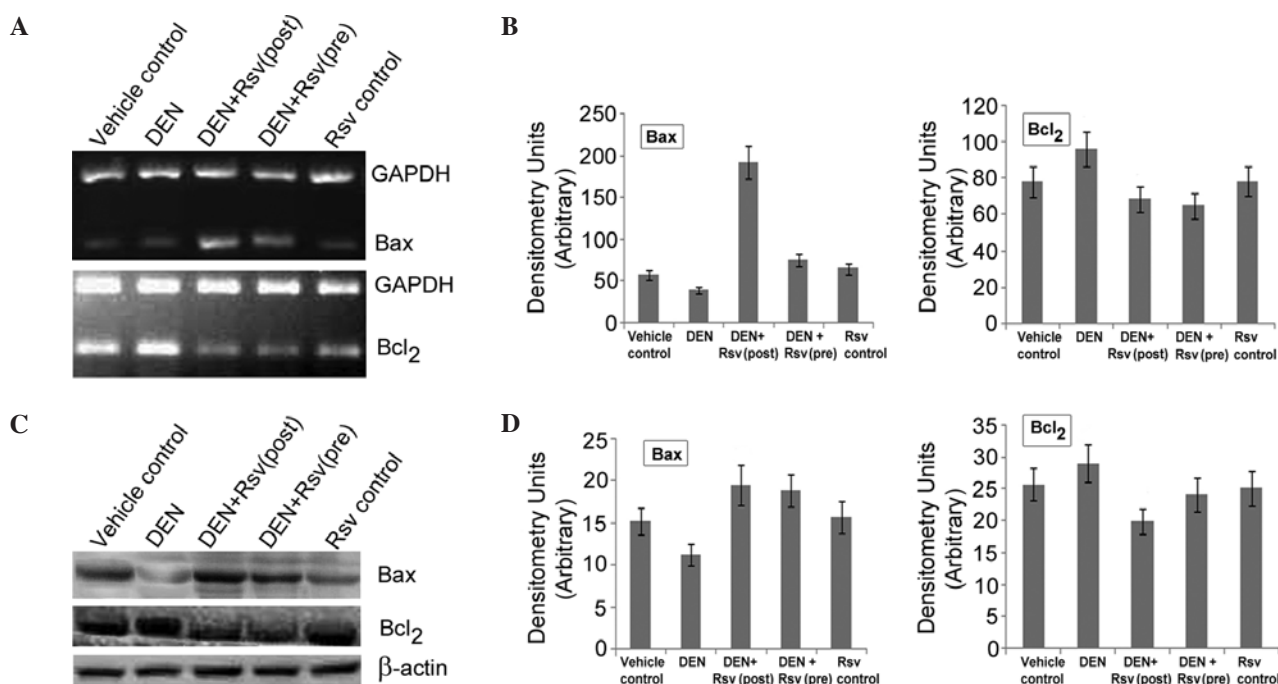 A
Vehicle control
DEN
DEN+Rsv(post)
DEN+Rsv(pre)
Rsv control
GAPDH
Bax
GAPDH
Bcl2
B
Densitometry Units
(Arbitrary)
250
200
150
100
50
0
Bax
Vehicle
control
DEN
DEN+
Rsv (post)
DEN +
Rsv (pre)
Rsv
control
Densitometry Units
(Arbitrary)
120
100
80
60
40
20
0
Bcl2
Vehicle
control
DEN
DEN+
Rsv (post)
DEN +
Rsv (pre)
Rsv
control
C
Vehicle control
DEN
DEN+Rsv(post)
DEN+Rsv(pre)
Rsv control
Bax
Bcl2
β-actin
D
Densitometry Units
(Arbitrary)
25
20
15
10
5
0
Bax
Vehicle
control
DEN
DEN+
Rsv (post)
DEN +
Rsv (pre)
Rsv
control
Densitometry Units
(Arbitrary)
35
30
25
20
15
10
5
0
Bcl2
Vehicle
control
DEN
DEN+
Rsv (post)
DEN +
Rsv (pre)
Rsv
control